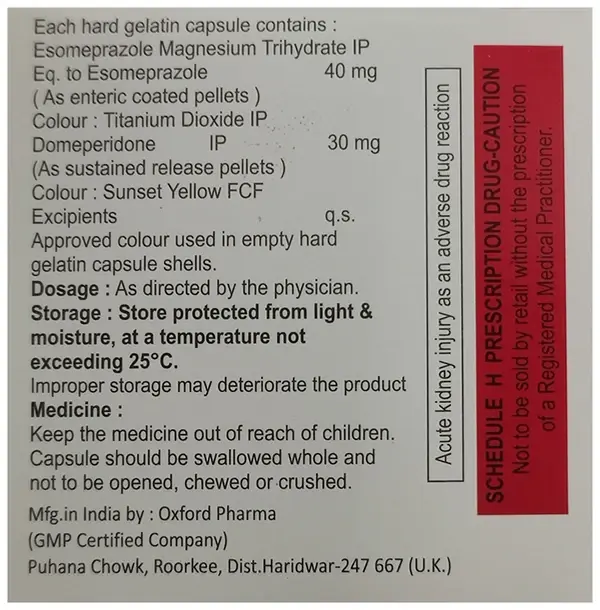 Each hard gelatin capsule contains :
Esomeprazole Magnesium Trihydrate IP
Eq. to Esomeprazole 40 mg
( As enteric coated pellets )
Colour : Titanium Dioxide IP
Domeperidone IP 30 mg
(As sustained release pellets )
Colour : Sunset Yellow FCF
Excipients q.s.
Approved colour used in empty hard
gelatin capsule shells.
Dosage : As directed by the physician.
Storage : Store protected from light &
moisture, at a temperature not
exceeding 25°C.
Improper storage may deteriorate the product
Medicine :
Keep the medicine out of reach of children.
Capsule should be swallowed whole and
not to be opened, chewed or crushed.
Mfg.in India by : Oxford Pharma
(GMP Certified Company)
Puhana Chowk, Roorkee, Dist.Haridwar-247 667 (U.K.)
Acute kidney injury as an adverse drug reaction
SCHEDULE H PRESCRIPTION DRUG-CAUTION
Not to be sold by retail without the prescription
of a Registered Medical Practitioner.